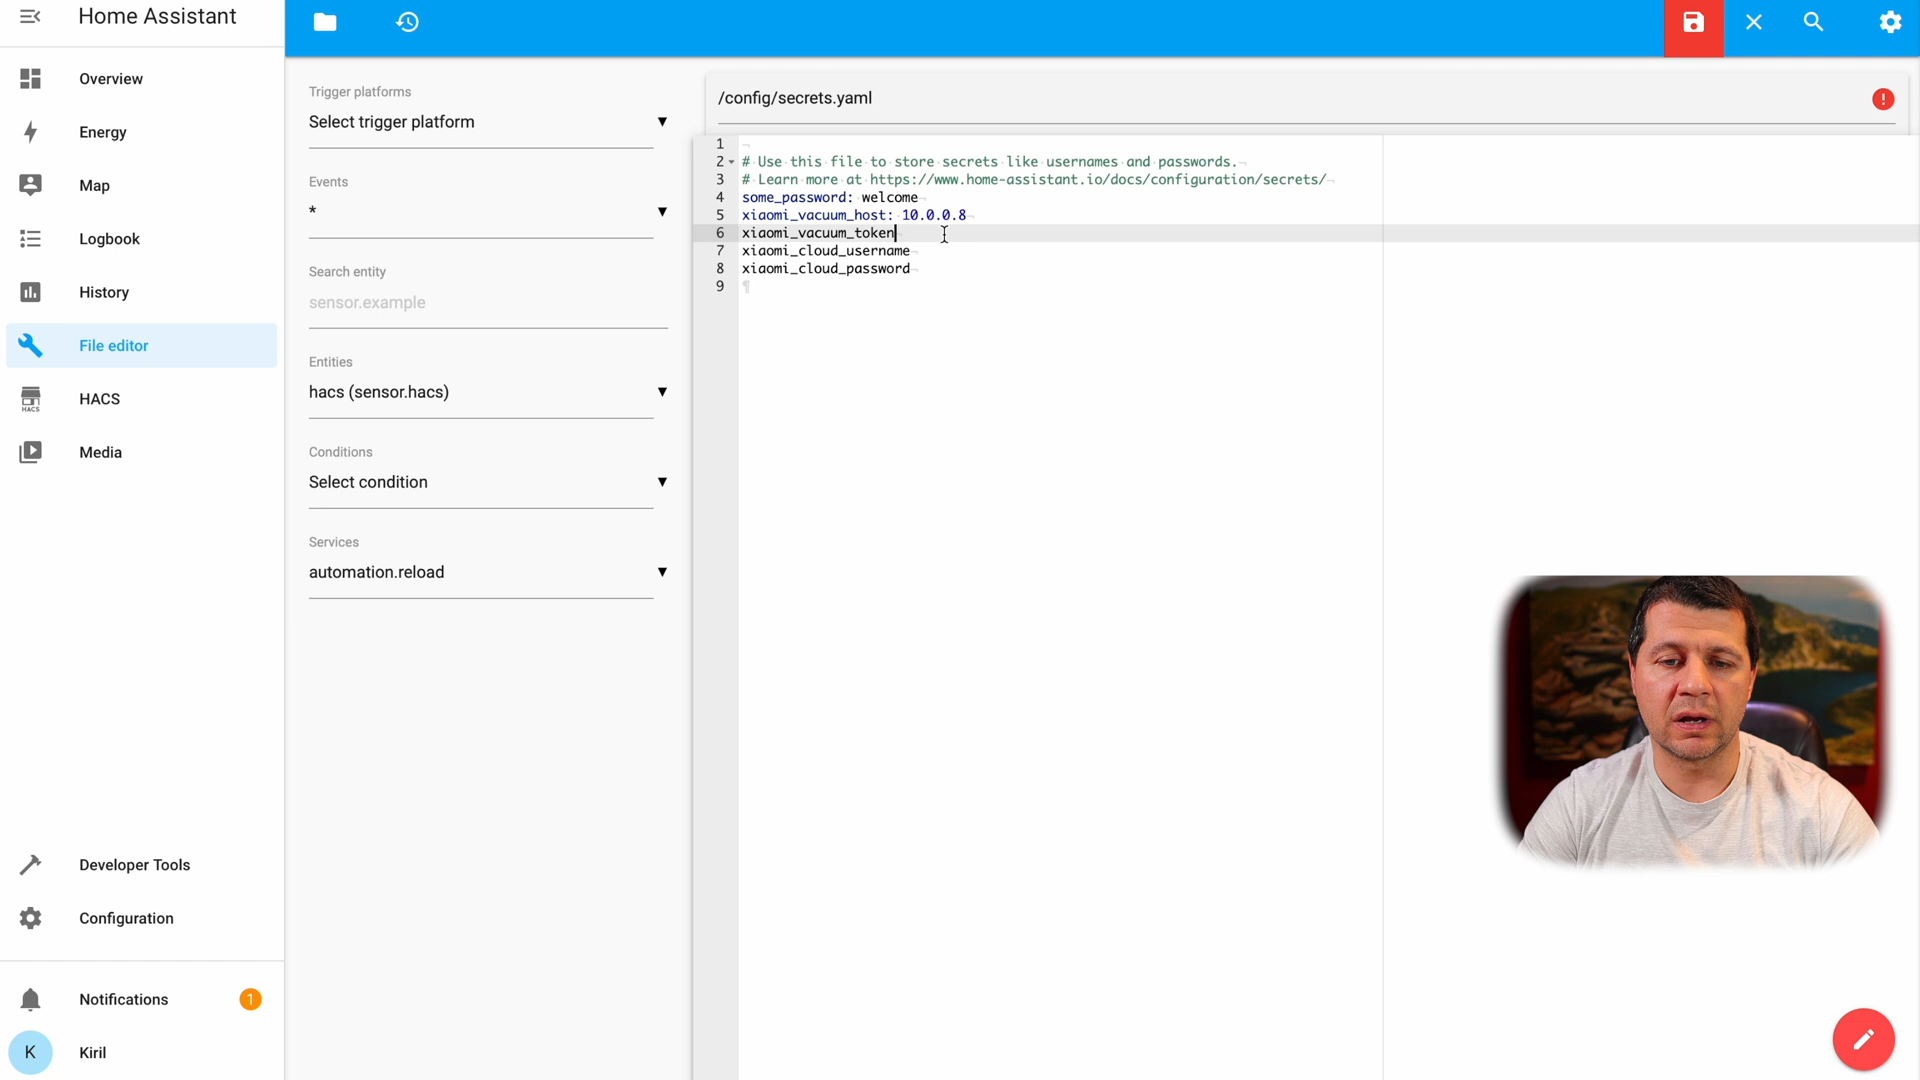 Home Assistant
Overview
Energy
Map
Logbook
History
File editor
HACS
HACS
Media
Developer Tools
Configuration
Notifications
1
K
Kiril
Trigger platforms
Select trigger platform
Events
*
Search entity
sensor.example
Entities
hacs (sensor.hacs)
Conditions
Select condition
Services
automation.reload
/config/secrets.yaml
1
2 # Use this file to store secrets like usernames and passwords.
3 # Learn more at https://www.home-assistant.io/docs/configuration/secrets/
4 some_password: welcome
5 xiaomi_vacuum_host: 10.0.0.8
6 xiaomi_vacuum_token
7 xiaomi_cloud_username
8 xiaomi_cloud_password
9